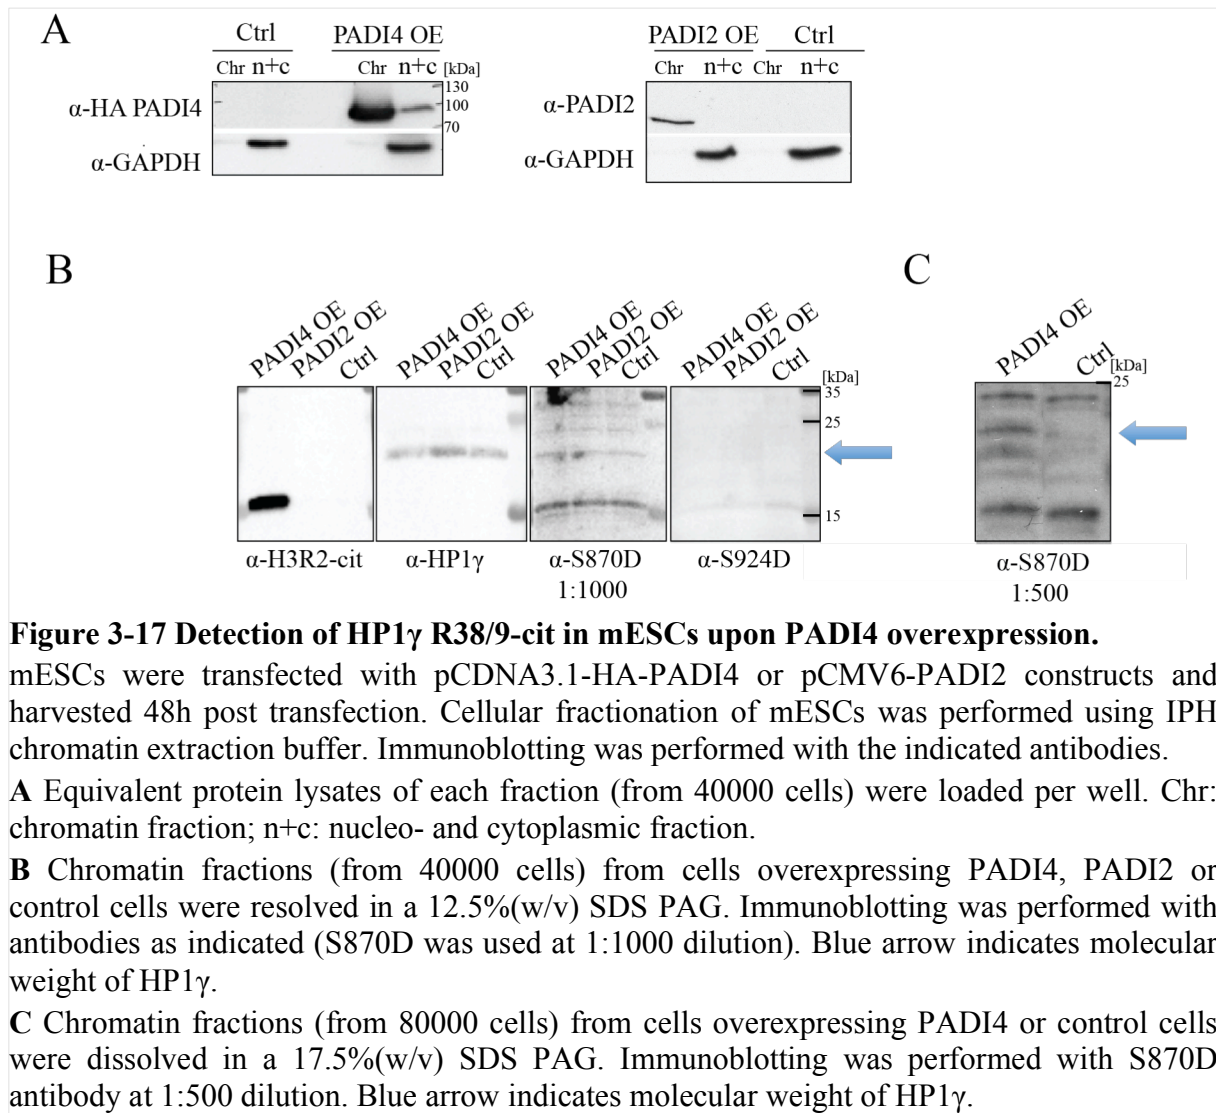 A
Ctrl PADI4 OE PADI2 OE Ctrl
Chr n+c Chr n+c [kDa] Chr n+c Chr n+c
130
α-HA PADI4 100 α-PADI2
70
α-GAPDH α-GAPDH
B C
PADI4 OE PADI2 OE Ctrl PADI4 OE PADI2 OE Ctrl PADI4 OE PADI2 OE Ctrl PADI4 OE PADI2 OE Ctrl [kDa] PADI4 OE Ctrl [kDa]
35 25
25
15
α-H3R2-cit α-HP1γ α-S870D α-S924D α-S870D
1:1000 1:500
Figure 3-17 Detection of HP1γ R38/9-cit in mESCs upon PADI4 overexpression.
mESCs were transfected with pCDNA3.1-HA-PADI4 or pCMV6-PADI2 constructs and
harvested 48h post transfection. Cellular fractionation of mESCs was performed using IPH
chromatin extraction buffer. Immunoblotting was performed with the indicated antibodies.
A Equivalent protein lysates of each fraction (from 40000 cells) were loaded per well. Chr:
chromatin fraction; n+c: nucleo- and cytoplasmic fraction.
B Chromatin fractions (from 40000 cells) from cells overexpressing PADI4, PADI2 or
control cells were resolved in a 12.5%(w/v) SDS PAG. Immunoblotting was performed with
antibodies as indicated (S870D was used at 1:1000 dilution). Blue arrow indicates molecular
weight of HP1γ.
C Chromatin fractions (from 80000 cells) from cells overexpressing PADI4 or control cells
were dissolved in a 17.5%(w/v) SDS PAG. Immunoblotting was performed with S870D
antibody at 1:500 dilution. Blue arrow indicates molecular weight of HP1γ.